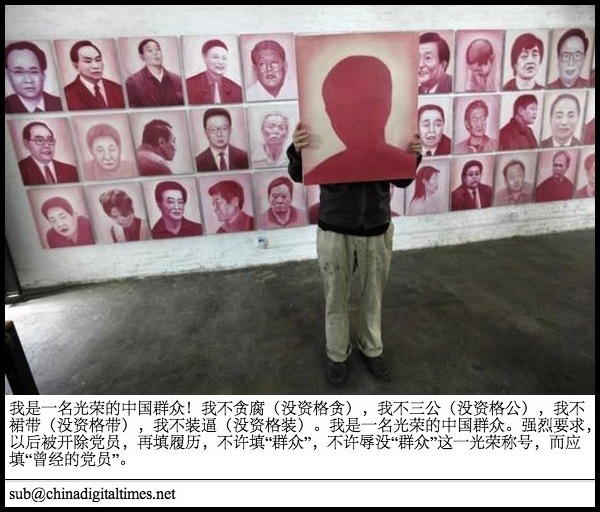 我是一名光荣的中国群众！我不贪腐（没资格贪），我不三公（没资格公），我不
裙带（没资格带），我不装逼（没资格装）。我是一名光荣的中国群众。强烈要求，
以后被开除党员，再填履历，不许填“群众”，不许辱没“群众”这一光荣称号，而应
填“曾经的党员”。
sub@chinadigitaltimes.net